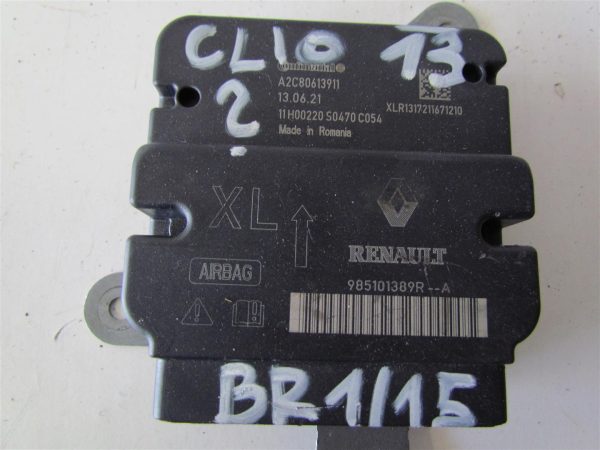 CLIO 13
?
Continental
A2C80613911
13.06.21
11H00220 S0470 C054
Made in Romania
XLR1317211671210
XL
RENAULT
AIRBAG
985101389R--A
BR1/15